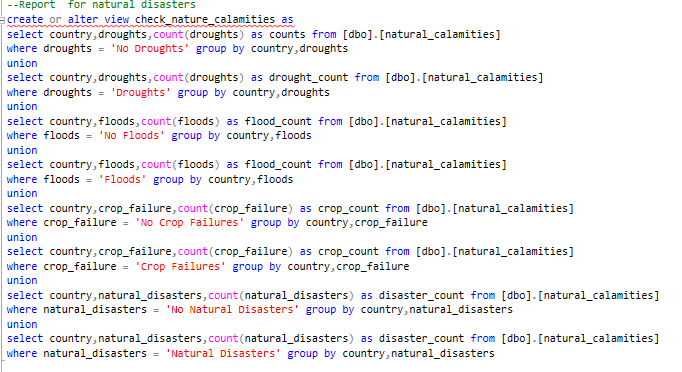 --Report  for natural disasters
create or alter view check_nature_calamities as
select country,droughts,count(droughts) as counts from [dbo].[natural_calamities]
where droughts = 'No Droughts' group by country,droughts
union
select country,droughts,count(droughts) as drought_count from [dbo].[natural_calamities]
where droughts = 'Droughts' group by country,droughts
union
select country,floods,count(floods) as flood_count from [dbo].[natural_calamities]
where floods = 'No Floods' group by country,floods
union
select country,floods,count(floods) as flood_count from [dbo].[natural_calamities]
where floods = 'Floods' group by country,floods
union
select country,crop_failure,count(crop_failure) as crop_count from [dbo].[natural_calamities]
where crop_failure = 'No Crop Failures' group by country,crop_failure
union
select country,crop_failure,count(crop_failure) as crop_count from [dbo].[natural_calamities]
where crop_failure = 'Crop Failures' group by country,crop_failure
union
select country,natural_disasters,count(natural_disasters) as disaster_count from [dbo].[natural_calamities]
where natural_disasters = 'No Natural Disasters' group by country,natural_disasters
union
select country,natural_disasters,count(natural_disasters) as disaster_count from [dbo].[natural_calamities]
where natural_disasters = 'Natural Disasters' group by country,natural_disasters